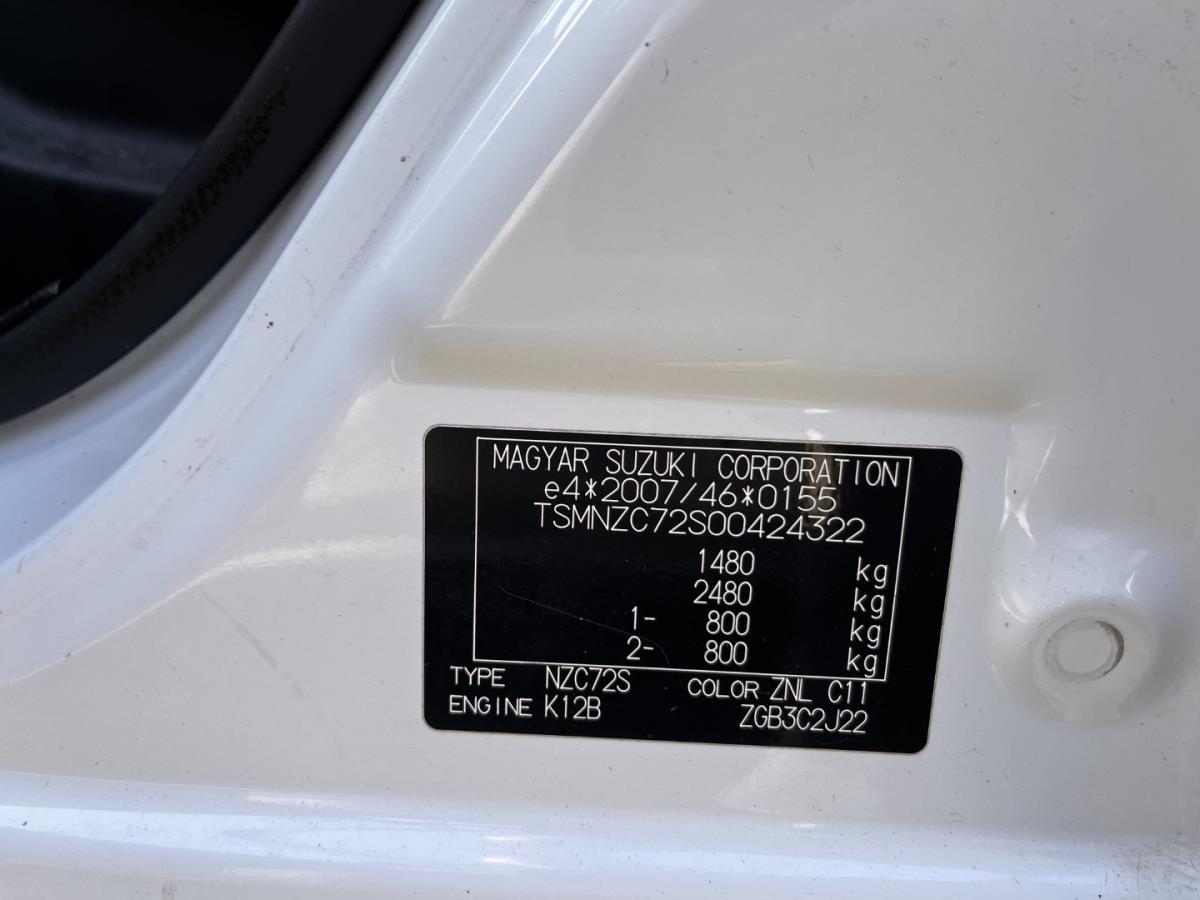 MAGYAR SUZUKI CORPORATION
e4*2007/46*0155
TSMNZC72S00424322
1480 kg
2480 kg
1- 800 kg
2- 800 kg
TYPE NZC72S COLOR ZNL C11
ENGINE K12B ZGB3C2J22